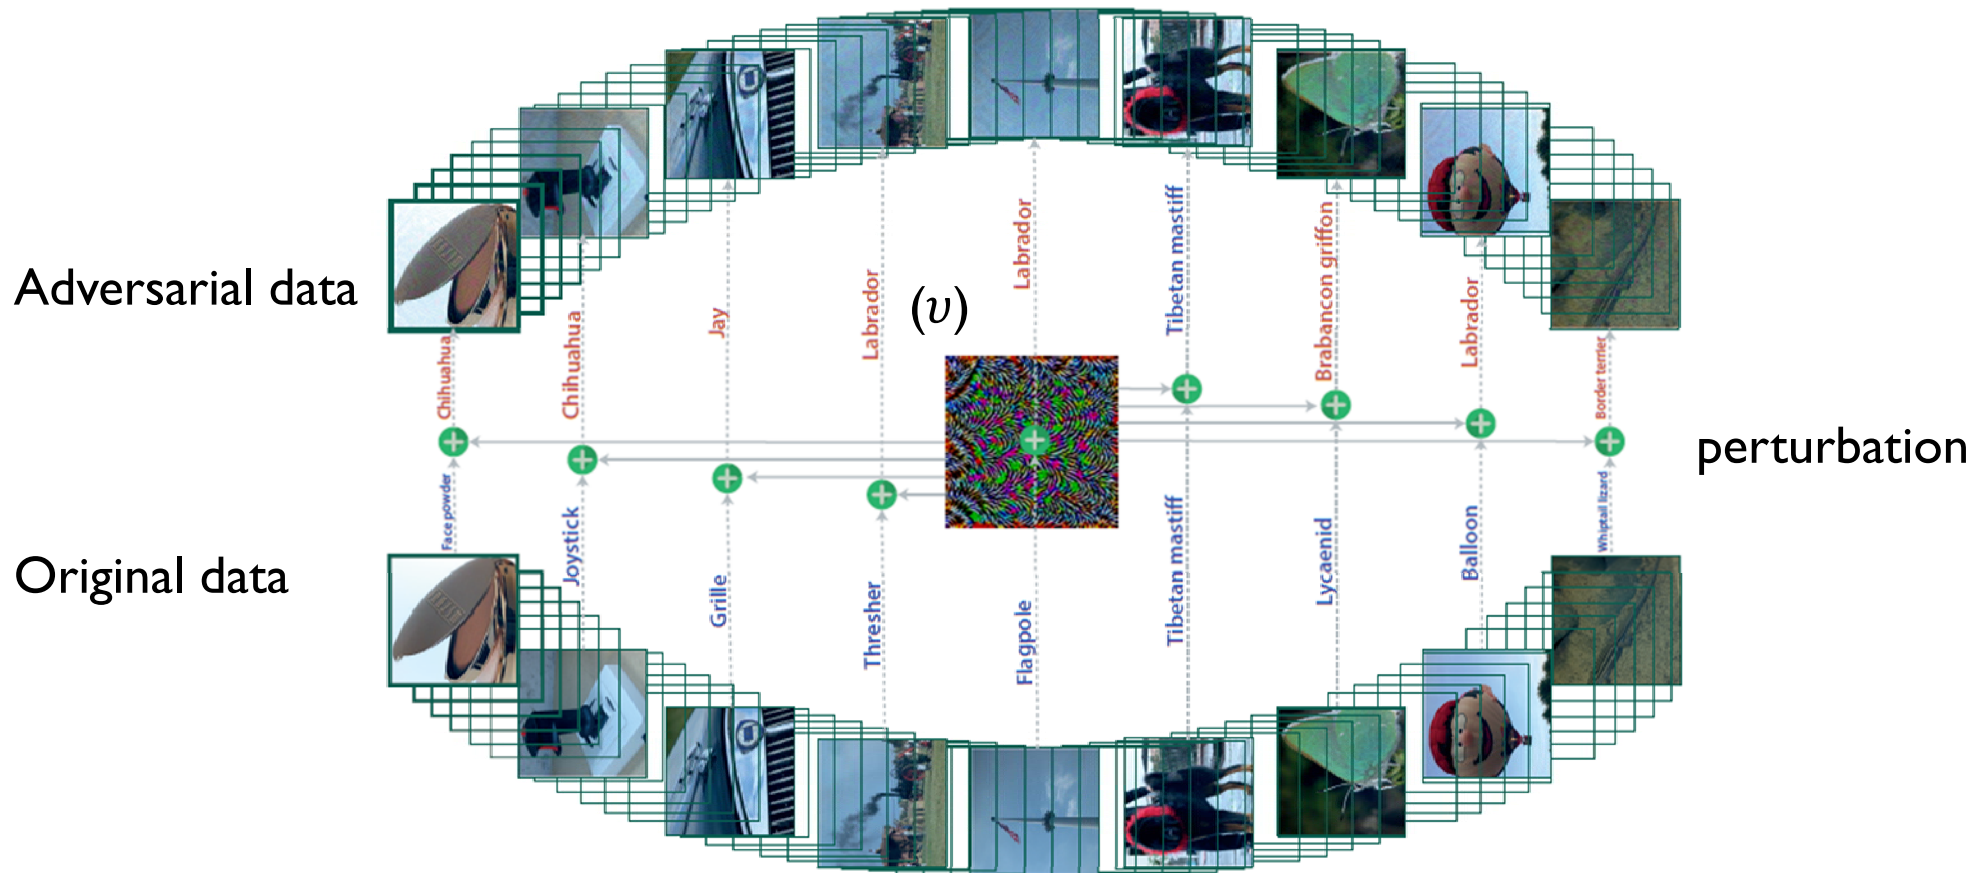 Adversarial data
Original data
perturbation
(υ)
Chihuahua
Chihuahua
Jay
Labrador
Labrador
Tibetan mastiff
Brabancon griffon
Labrador
Border terrier
Face powder
Joystick
Grille
Thresher
Flagpole
Tibetan mastiff
Lycaenid
Balloon
Whiptail lizard